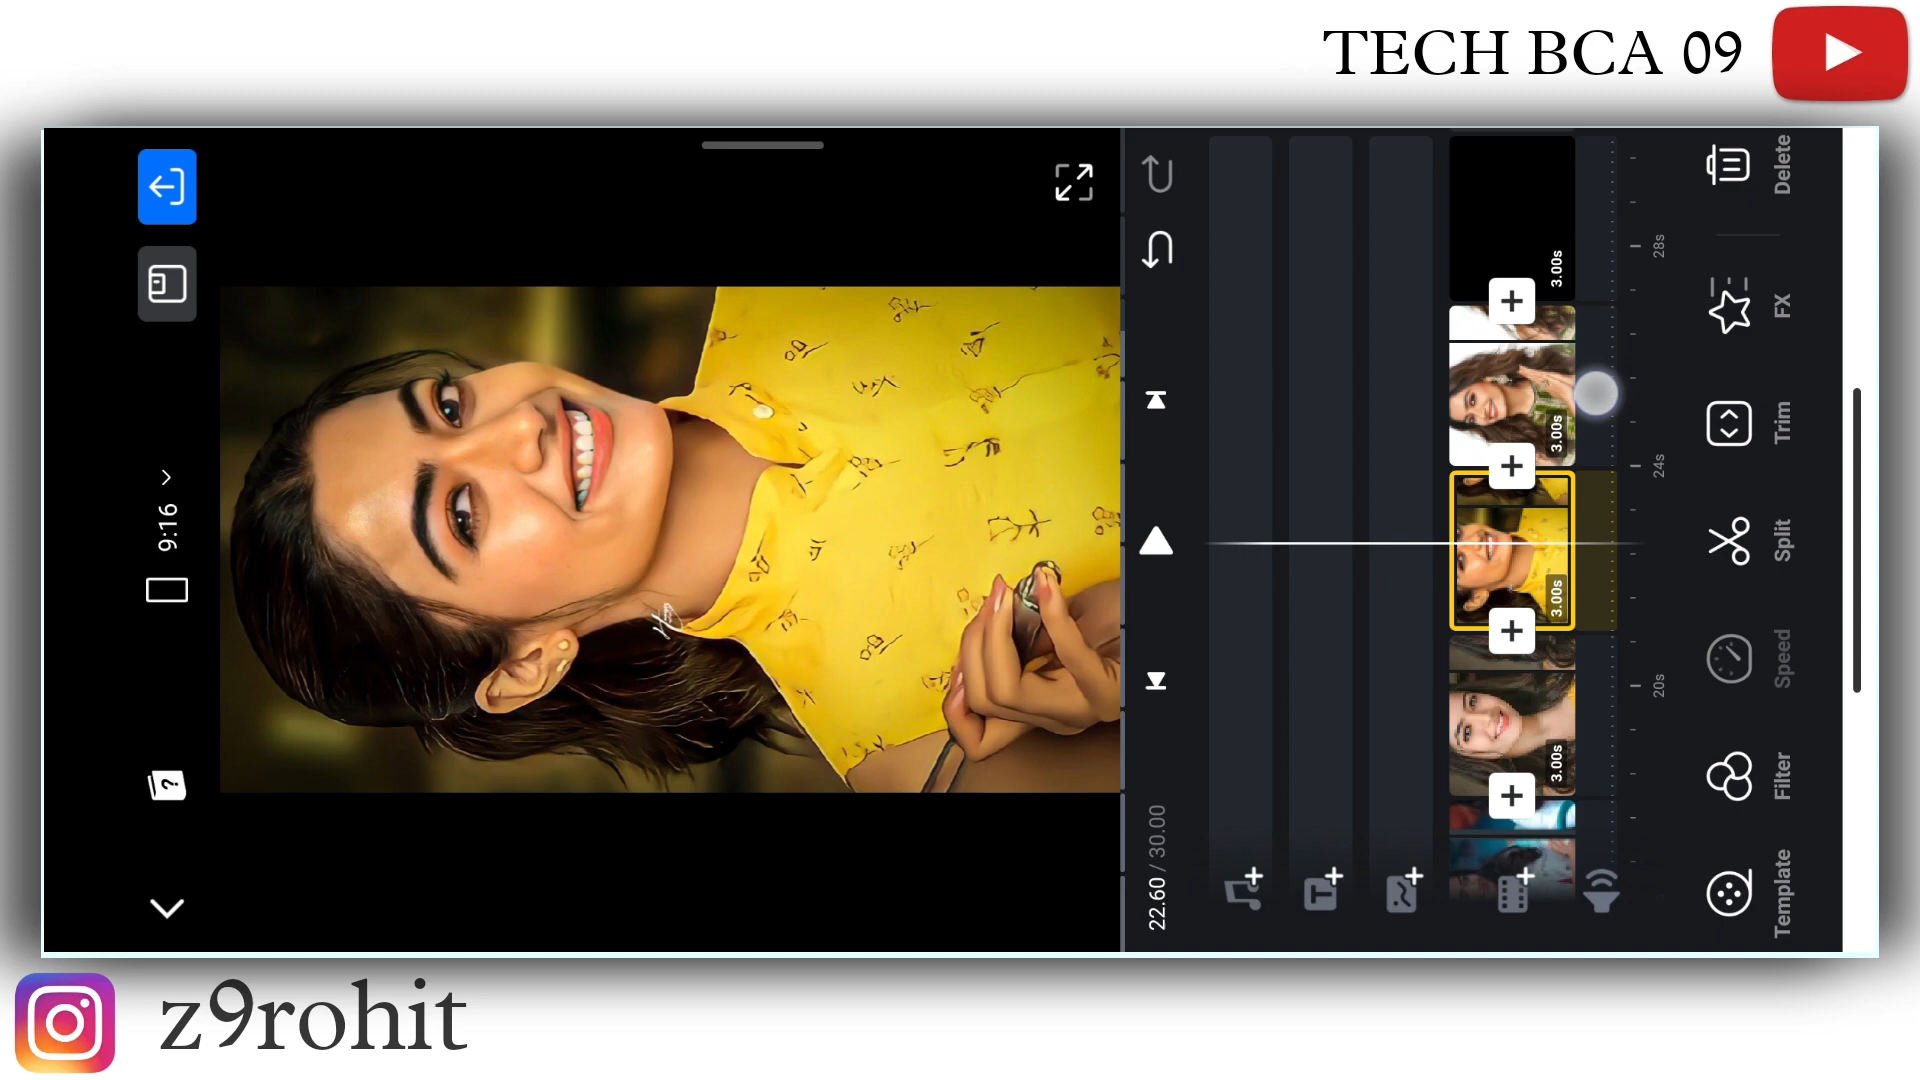 TECH BCA 09
9:16
?
22.60 / 30.00
3.00s
3.00s
3.00s
3.00s
28s
24s
20s
Delete
FX
Trim
Split
Speed
Filter
Template
z9rohit